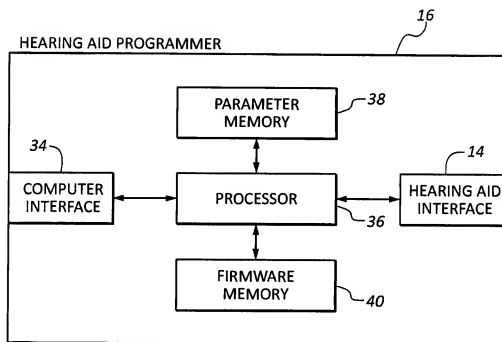 HEARING AID PROGRAMMER
16
PARAMETER
MEMORY
38
34
14
COMPUTER
INTERFACE
PROCESSOR
36
HEARING AID
INTERFACE
FIRMWARE
MEMORY
40